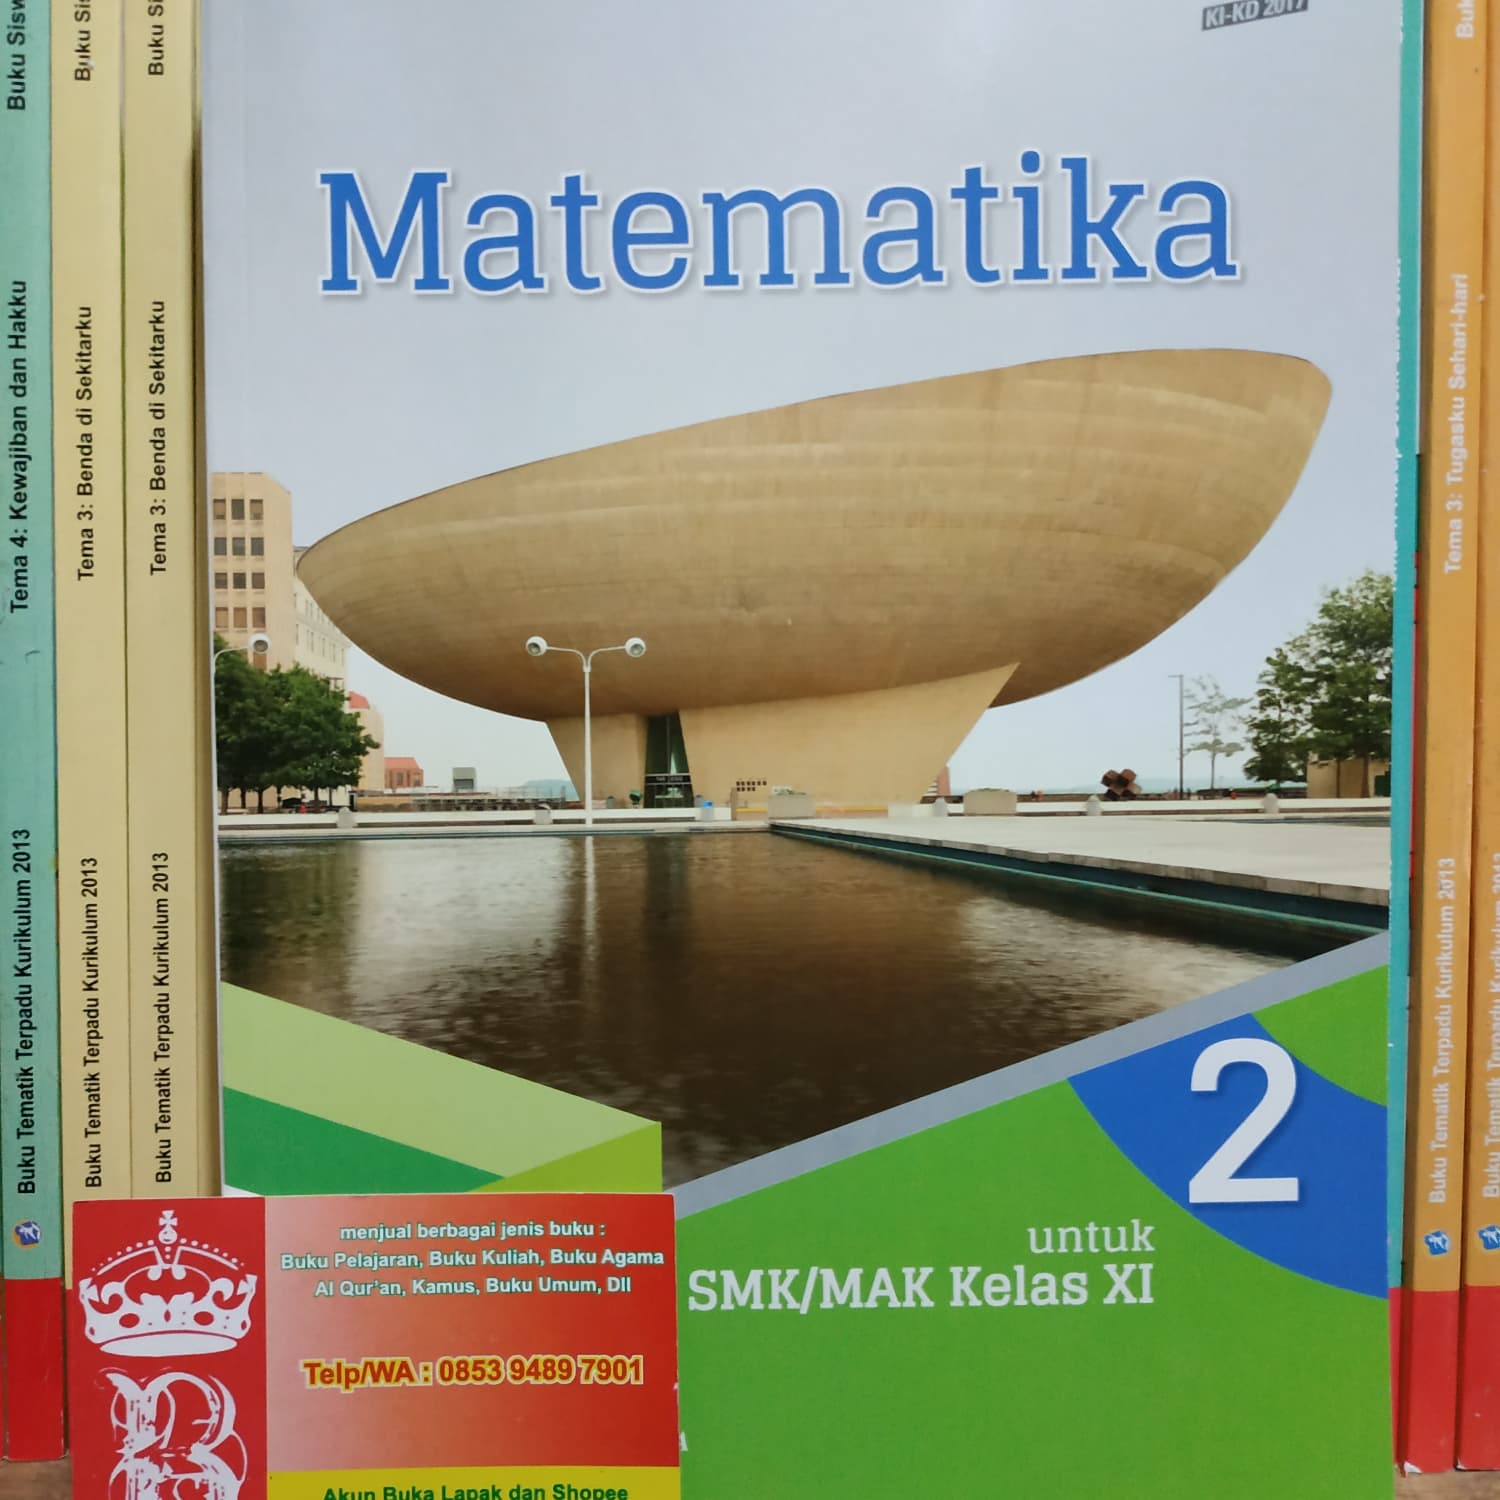 KI-KD 2017
Matematika
2
untuk
SMK/MAK Kelas XI
menjual berbagai jenis buku :
Buku Pelajaran, Buku Kuliah, Buku Agama
Al Qur'an, Kamus, Buku Umum, Dll
Telp/WA : 0853 9489 7901
Akun Buka Lapak dan Shopee
Buku Tematik Terpadu Kurikulum 2013 Tema 4: Kewajiban dan Hakku Buku
Buku Tematik Terpadu Kurikulum 2013 Tema 3: Benda di Sekitarku Buku
Buku Tematik Terpadu Kurikulum 2013 Tema 3: Benda di Sekitarku Buku
Buku Tematik Terpadu Kurikulum 2013 Tema 3: Tugasku Sehari-hari
Buku Tematik Terpadu Kurikulum 2013